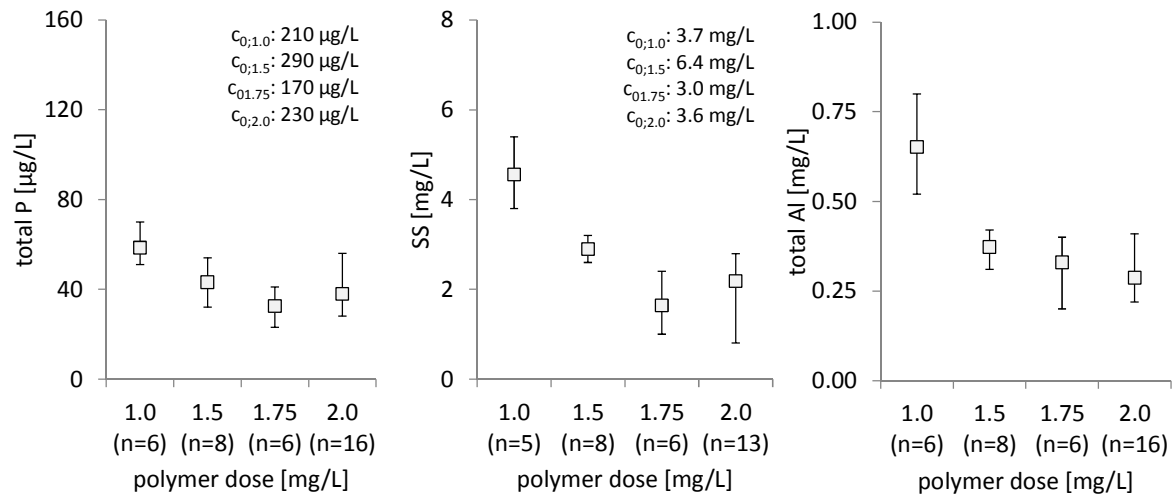 160
120
80
40
0
total P [µg/L]
c0;1.0: 210 µg/L
c0;1.5: 290 µg/L
c01.75: 170 µg/L
c0;2.0: 230 µg/L
1.0 1.5 1.75 2.0
(n=6) (n=8) (n=6) (n=16)
polymer dose [mg/L]
8
6
4
2
0
SS [mg/L]
c0;1.0: 3.7 mg/L
c0;1.5: 6.4 mg/L
c01.75: 3.0 mg/L
c0;2.0: 3.6 mg/L
1.0 1.5 1.75 2.0
(n=5) (n=8) (n=6) (n=13)
polymer dose [mg/L]
1.00
0.75
0.50
0.25
0.00
total Al [mg/L]
1.0 1.5 1.75 2.0
(n=6) (n=8) (n=6) (n=16)
polymer dose [mg/L]